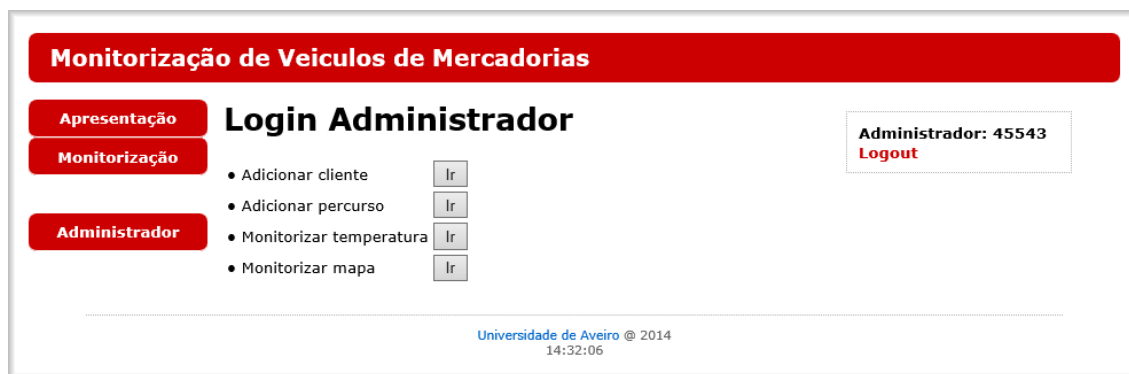 Monitorização de Veiculos de Mercadorias
Apresentação
Monitorização
Administrador
Login Administrador
• Adicionar cliente Ir
• Adicionar percurso Ir
• Monitorizar temperatura Ir
• Monitorizar mapa Ir
Administrador: 45543
Logout
Universidade de Aveiro @ 2014
14:32:06